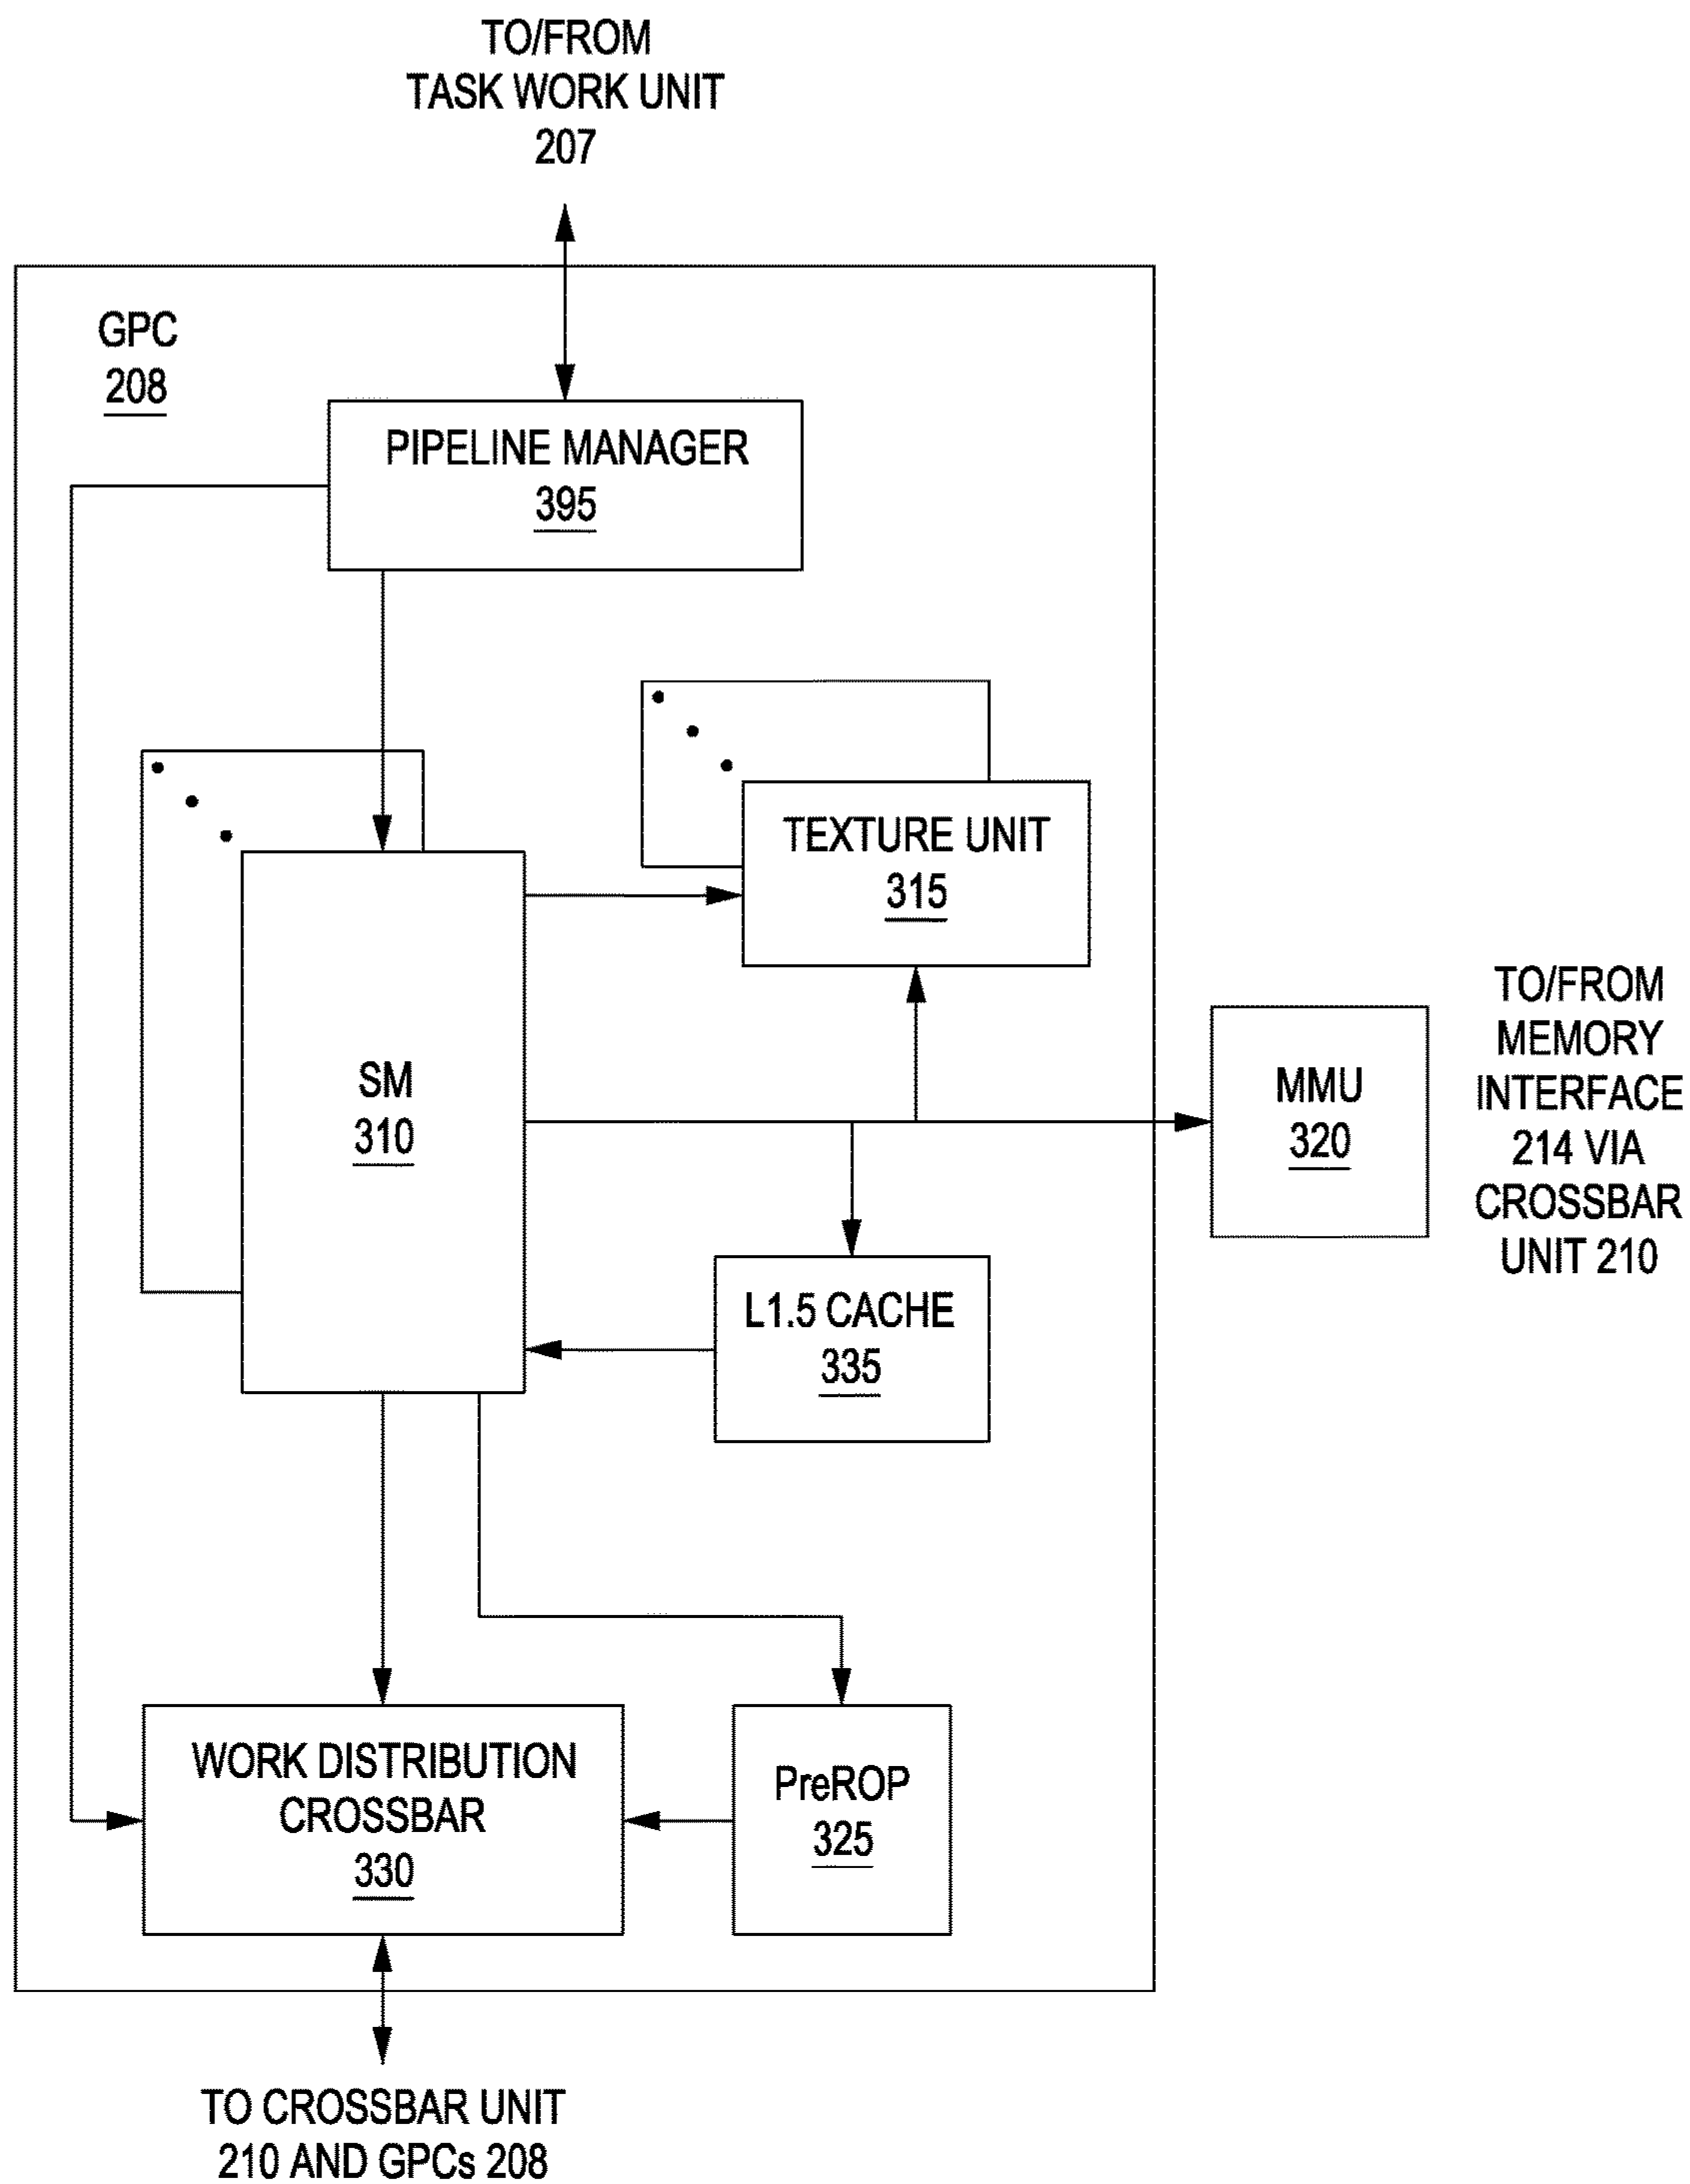 TO/FROM
TASK WORK UNIT
207
GPC
208
PIPELINE MANAGER
395
TEXTURE UNIT
315
SM
310
MMU
320
TO/FROM
MEMORY
INTERFACE
214 VIA
CROSSBAR
UNIT 210
L1.5 CACHE
335
WORK DISTRIBUTION
CROSSBAR
330
PreROP
325
TO CROSSBAR UNIT
210 AND GPCs 208